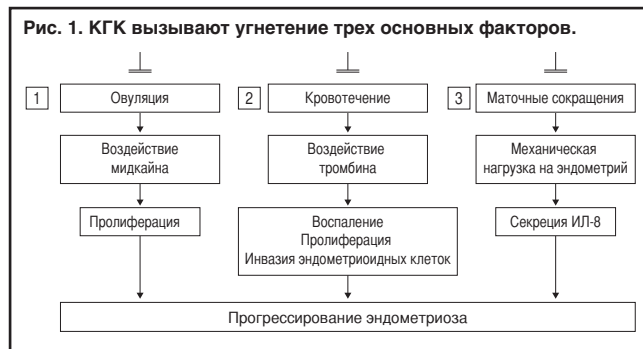 Рис. 1. КГК вызывают угнетение трех основных факторов.
1 Овуляция 2 Кровотечение 3 Маточные сокращения
Воздействие
мидкайна
Воздействие
тромбина
Механическая
нагрузка на эндометрий
Пролиферация
Воспаление
Пролиферация
Инвазия эндометриоидных клеток
Секреция ИЛ-8
Прогрессирование эндометриоза